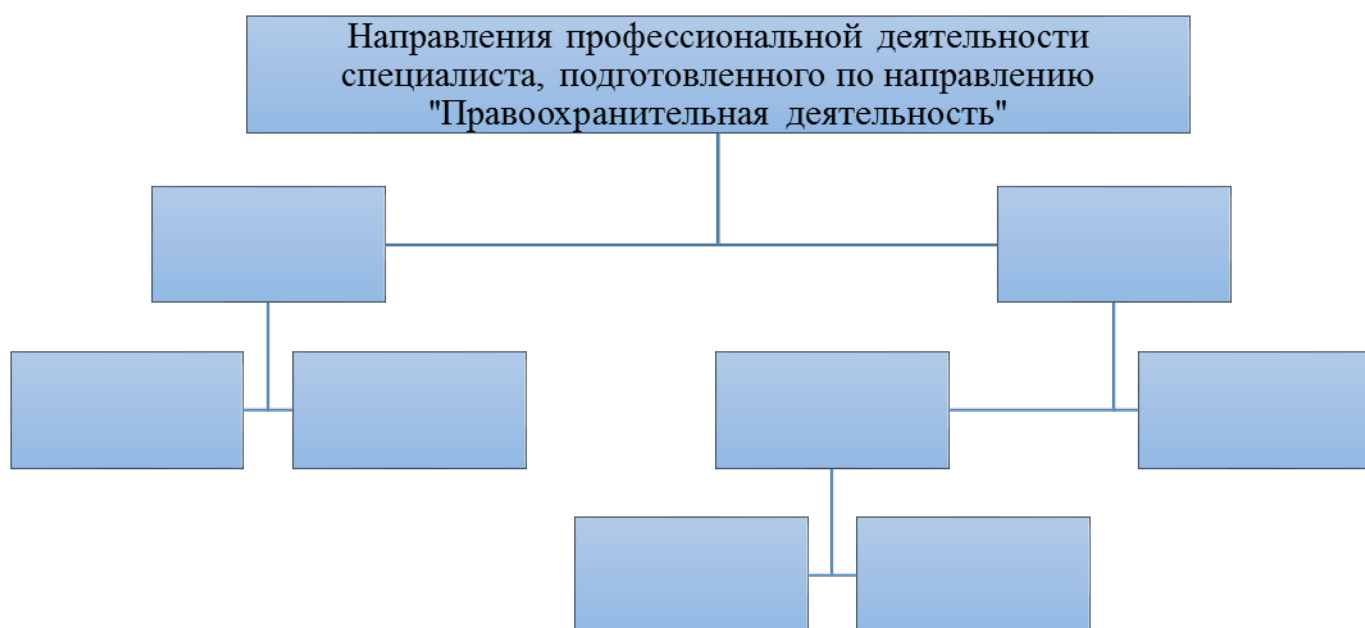 Направления профессиональной деятельности
специалиста, подготовленного по направлению
"Правоохранительная деятельность"